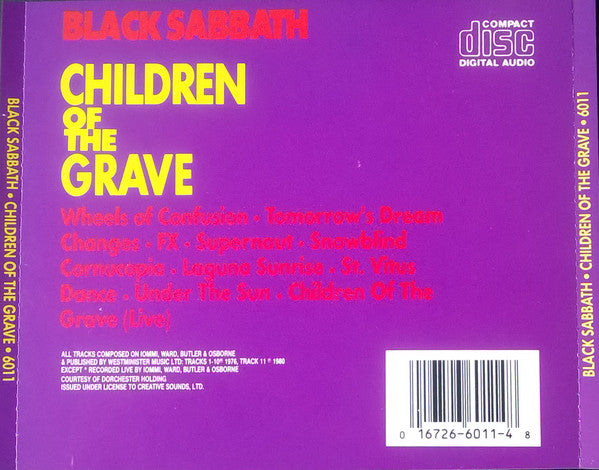 BLACK SABBATH
COMPACT
disc
DIGITAL AUDIO
CHILDREN
OF
THE
GRAVE
Wheels of Confusion • Tomorrow's Dream
Changes • FX • Supernaut • Snowblind
Cornucopia • Laguna Sunrise • St. Vitus
Dance • Under The Sun • Children Of The
Grave (Live)
ALL TRACKS COMPOSED ON IOMMI, WARD, BUTLER & OSBORNE
& PUBLISHED BY WESTMINISTER MUSIC LTD: TRACKS 1-10* 1976, TRACK 11* 1980
EXCEPT * RECORDED LIVE BY IOMMI, WARD, BUTLER & OSBORNE
COURTESY OF DORCHESTER HOLDING
ISSUED UNDER LICENSE TO CREATIVE SOUNDS, LTD.
0 16726-6011-4 8
BLACK SABBATH • CHILDREN OF THE GRAVE • 6011
BLACK SABBATH • CHILDREN OF THE GRAVE • 6011